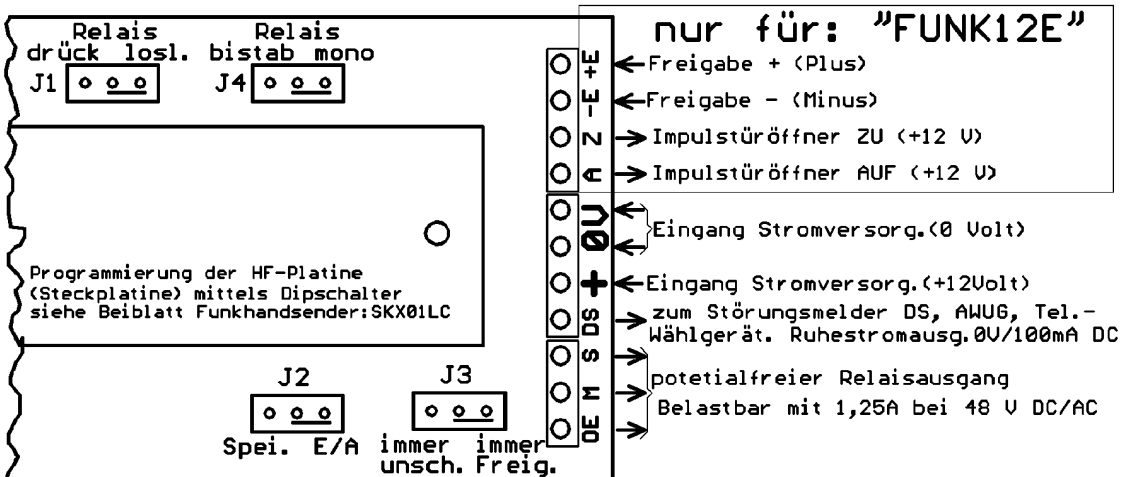 nur für: "FUNK12E"
Relais Relais
drück losl. bistab mono
J1 J4
+E Freigabe + (Plus)
-E Freigabe - (Minus)
Z Impulstüröffner ZU (+12 V)
A Impulstüröffner AUF (+12 V)
0V Eingang Stromversorg.(0 Volt)
+ Eingang Stromversorg.(+12Volt)
Programmierung der HF-Platine
(Steckplatine) mittels Dipschalter
siehe Beiblatt Funkhandsender:SKX01LC
DS zum Störungsmelder DS, AWUG, Tel.-
Wählgerät. Ruhestromausg.0V/100mA DC
S
M potetialfreier Relaisausgang
Belastbar mit 1,25A bei 48 V DC/AC
OE
J2 J3
Spei. E/A immer immer
unsch. Freig.